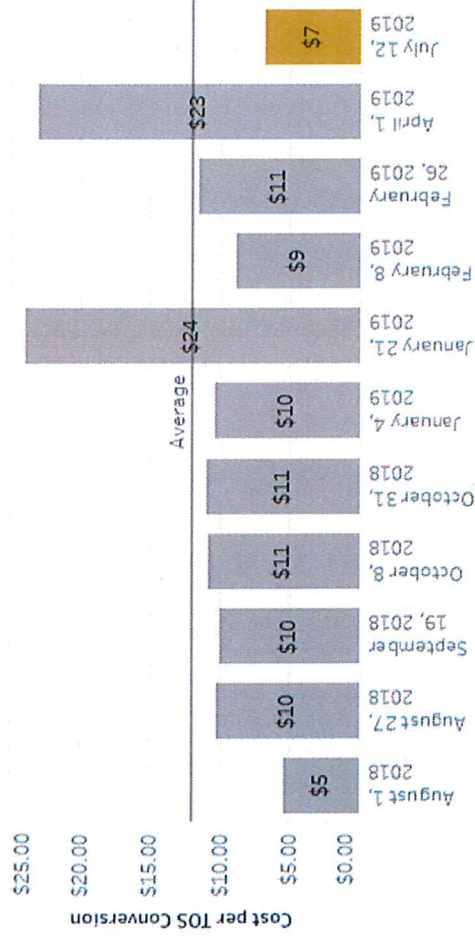 Cost per TOS Conversion
$25.00
$20.00
$15.00
$10.00
$5.00
$0.00
Average
$5
$10
$10
$11
$11
$10
$24
$9
$11
$23
$7
August 1,
2018
August 27,
2018
September
19, 2018
October 8,
2018
October 31,
2018
January 4,
2019
January 21,
2019
February 8,
2019
February
26, 2019
April 1,
2019
July 12,
2019